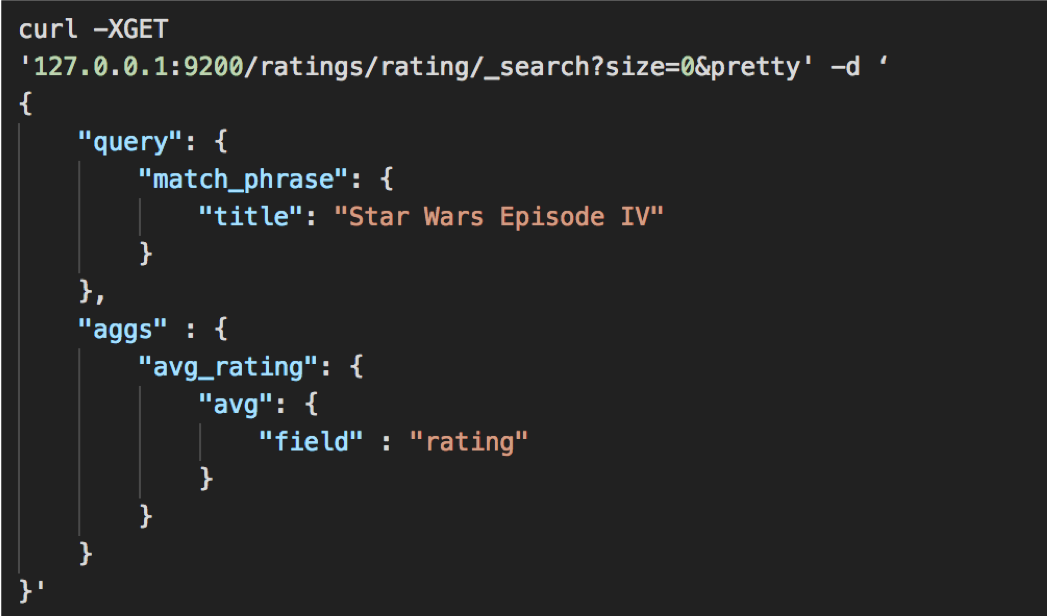 curl -XGET
'127.0.0.1:9200/ratings/rating/_search?size=0&pretty' -d ‘
{
    "query": {
        "match_phrase": {
            "title": "Star Wars Episode IV"
        }
    },
    "aggs" : {
        "avg_rating": {
            "avg": {
                "field" : "rating"
            }
        }
    }
}'